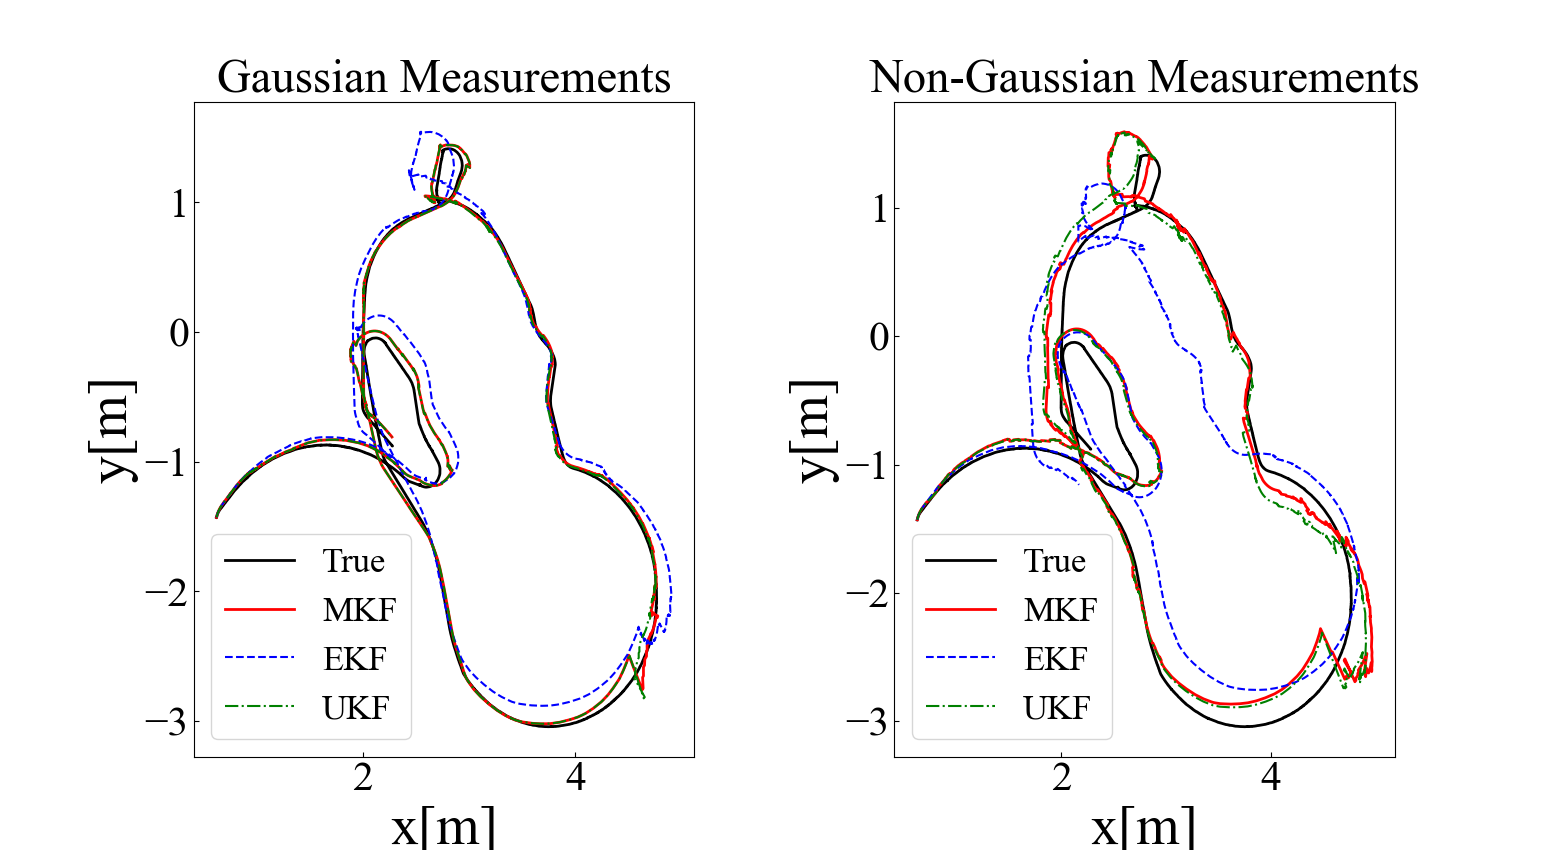 Gaussian Measurements
y[m]
1
0
−1
−2
−3
2
4
x[m]
True
MKF
EKF
UKF
Non-Gaussian Measurements
y[m]
1
0
−1
−2
−3
2
4
x[m]
True
MKF
EKF
UKF